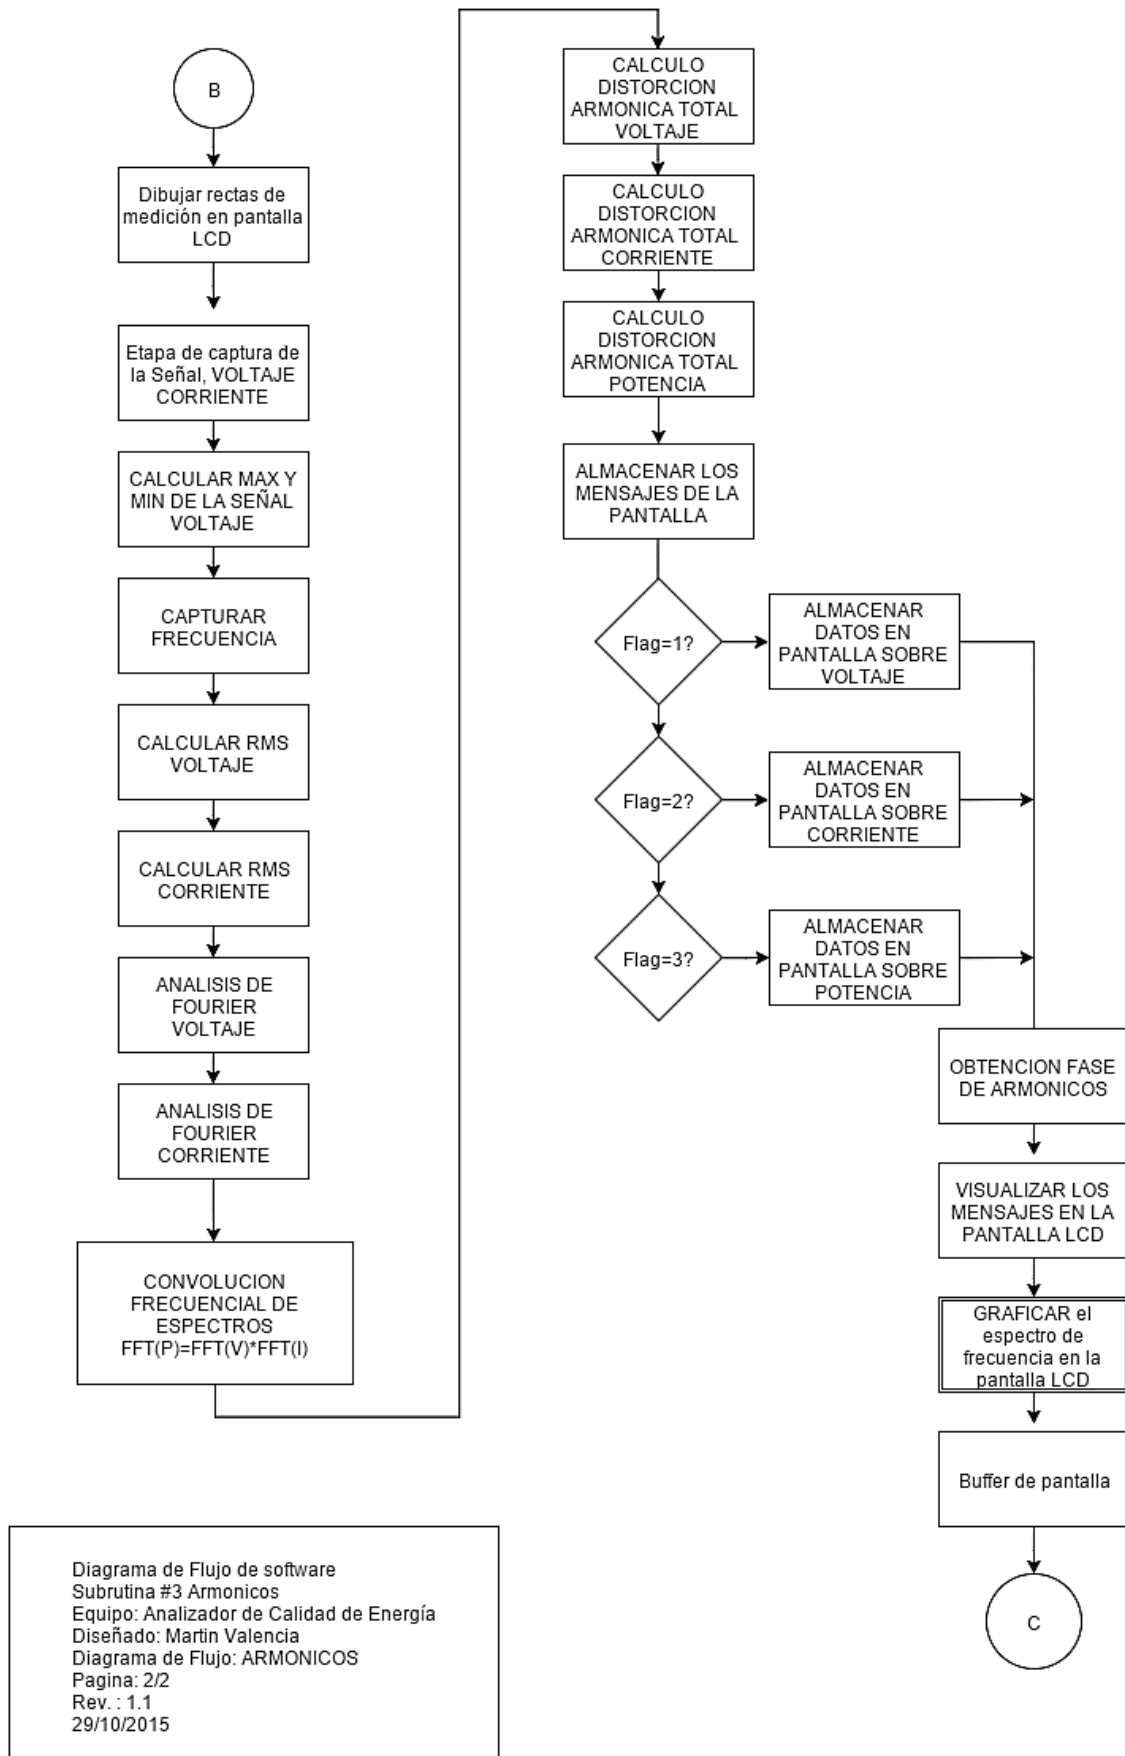 B
Dibujar rectas de
medición en pantalla
LCD
Etapa de captura de
la Señal, VOLTAJE
CORRIENTE
CALCULAR MAX Y
MIN DE LA SEÑAL
VOLTAJE
CAPTURAR
FRECUENCIA
CALCULAR RMS
VOLTAJE
CALCULAR RMS
CORRIENTE
ANALISIS DE
FOURIER
VOLTAJE
ANALISIS DE
FOURIER
CORRIENTE
CONVOLUCION
FRECUENCIAL DE
ESPECTROS
FFT(P)=FFT(V)*FFT(I)
CALCULO
DISTORCION
ARMONICA TOTAL
VOLTAJE
CALCULO
DISTORCION
ARMONICA TOTAL
CORRIENTE
CALCULO
DISTORCION
ARMONICA TOTAL
POTENCIA
ALMACENAR LOS
MENSAJES DE LA
PANTALLA
Flag=1?
ALMACENAR
DATOS EN
PANTALLA SOBRE
VOLTAJE
Flag=2?
ALMACENAR
DATOS EN
PANTALLA SOBRE
CORRIENTE
Flag=3?
ALMACENAR
DATOS EN
PANTALLA SOBRE
POTENCIA
OBTENCION FASE
DE ARMONICOS
VISUALIZAR LOS
MENSAJES EN LA
PANTALLA LCD
GRAFICAR el
espectro de
frecuencia en la
pantalla LCD
Buffer de pantalla
C
Diagrama de Flujo de software
Subrutina #3 Armonicos
Equipo: Analizador de Calidad de Energía
Diseñado: Martin Valencia
Diagrama de Flujo: ARMONICOS
Pagina: 2/2
Rev. : 1.1
29/10/2015